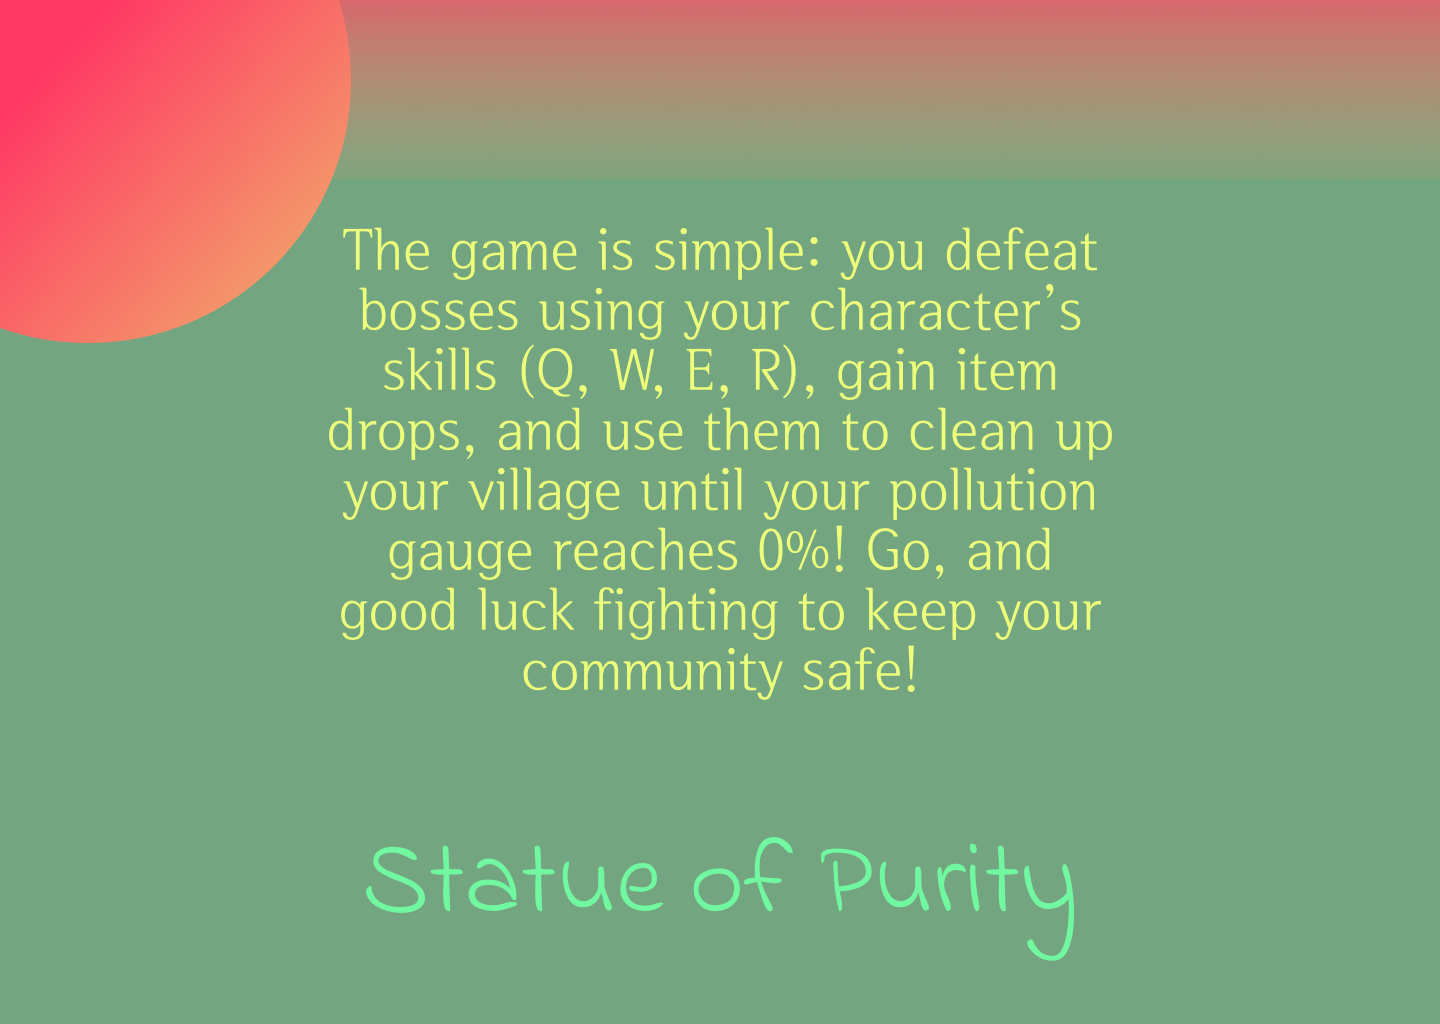 The game is simple: you defeat
bosses using your character’s
skills (Q, W, E, R), gain item
drops, and use them to clean up
your village until your pollution
gauge reaches 0%! Go, and
good luck fighting to keep your
community safe!
Statue of Purity